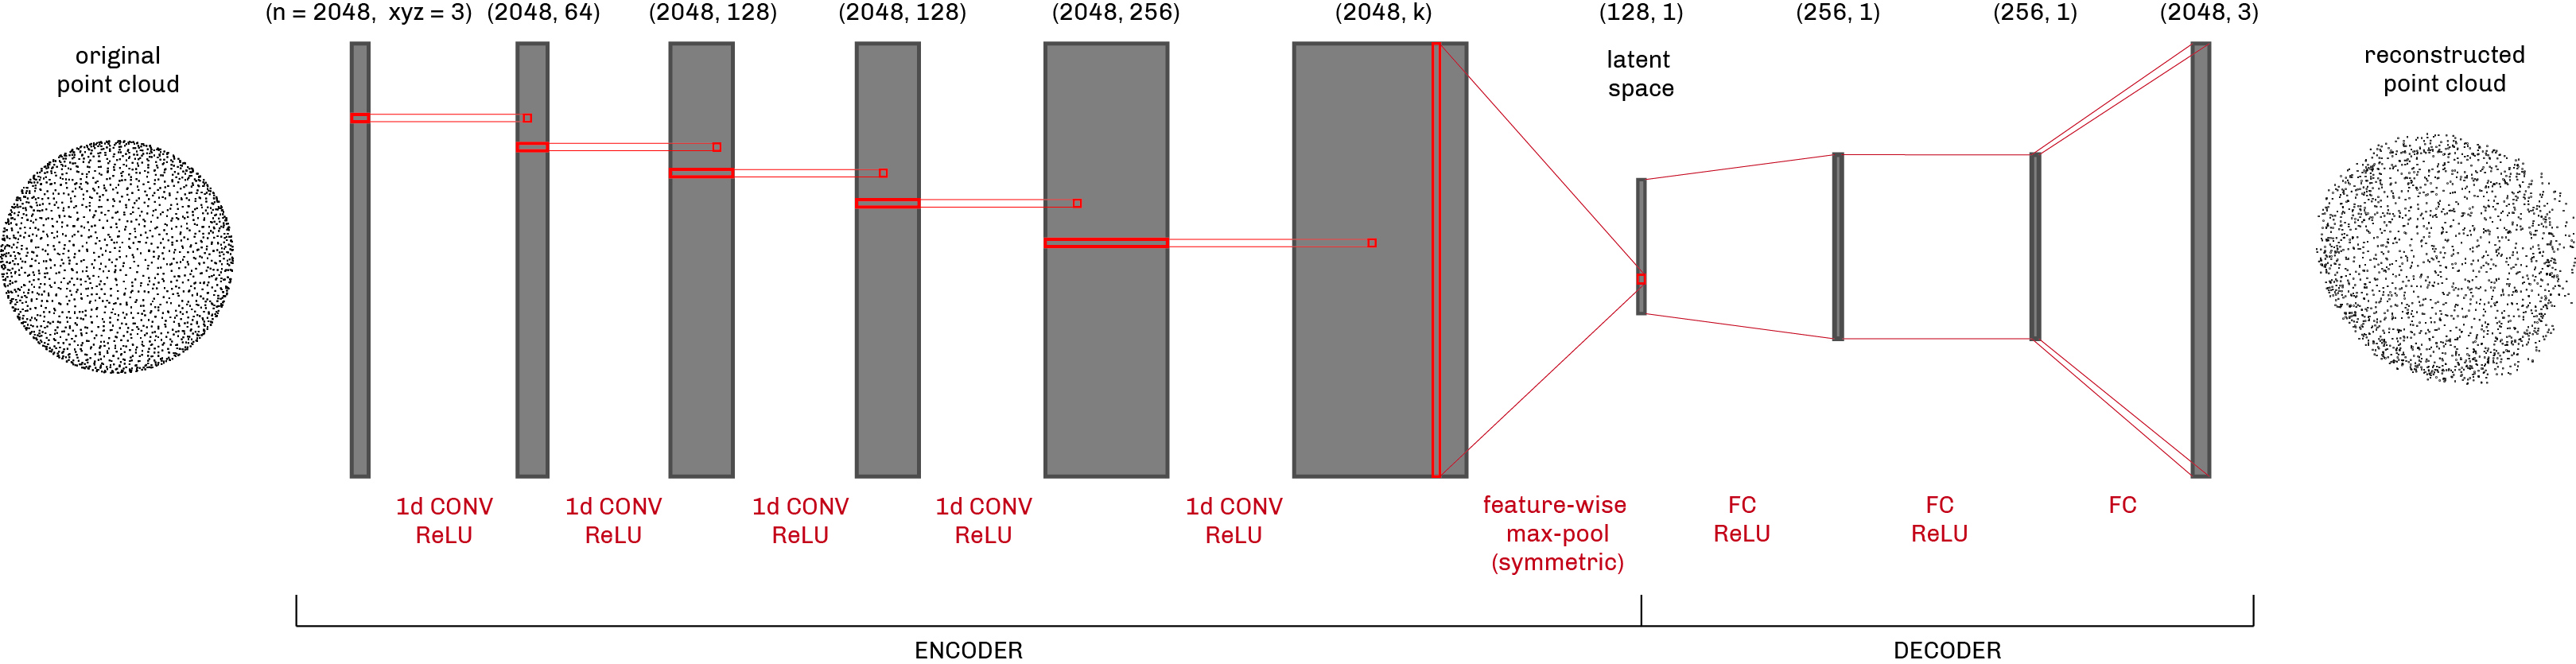 (n = 2048, xyz = 3) (2048, 64) (2048, 128) (2048, 128) (2048, 256) (2048, k) (128, 1) (256, 1) (256, 1) (2048, 3)
original
point cloud
latent
space
reconstructed
point cloud
1d CONV
ReLU
1d CONV
ReLU
1d CONV
ReLU
1d CONV
ReLU
1d CONV
ReLU
feature-wise
max-pool
(symmetric)
FC
ReLU
FC
ReLU
FC
ENCODER
DECODER